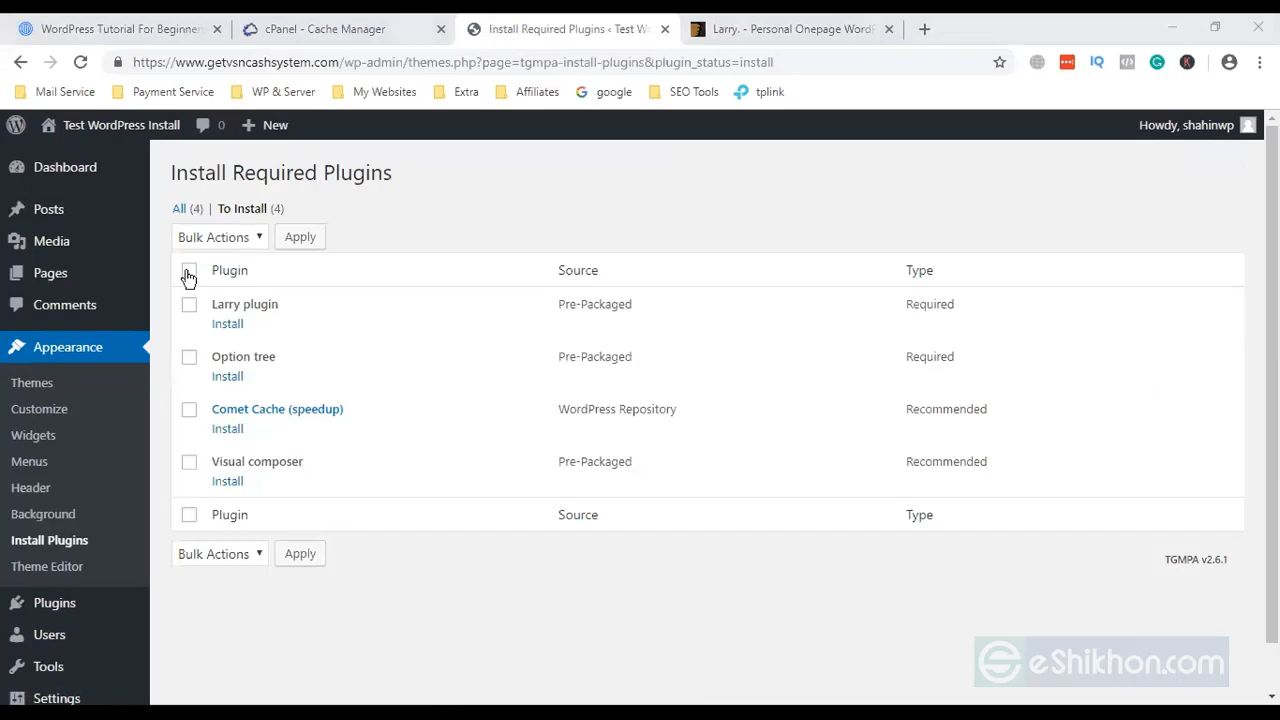 WordPress Tutorial For Beginner
cPanel - Cache Manager
Install Required Plugins ‹ Test Wo
Larry. - Personal Onepage WordP
https://www.getvsncashsystem.com/wp-admin/themes.php?page=tgmpa-install-plugins&plugin_status=install
Mail Service
Payment Service
WP & Server
My Websites
Extra
Affiliates
google
SEO Tools
tplink
Test WordPress Install
0
New
Howdy, shahinwp
Dashboard
Posts
Media
Pages
Comments
Appearance
Themes
Customize
Widgets
Menus
Header
Background
Install Plugins
Theme Editor
Plugins
Users
Tools
Settings
Install Required Plugins
All (4) | To Install (4)
Bulk Actions Apply
Plugin Source Type
Larry plugin Pre-Packaged Required
Install
Option tree Pre-Packaged Required
Install
Comet Cache (speedup) WordPress Repository Recommended
Install
Visual composer Pre-Packaged Recommended
Install
Plugin Source Type
Bulk Actions Apply
TGMPA v2.6.1
eShikhon.com